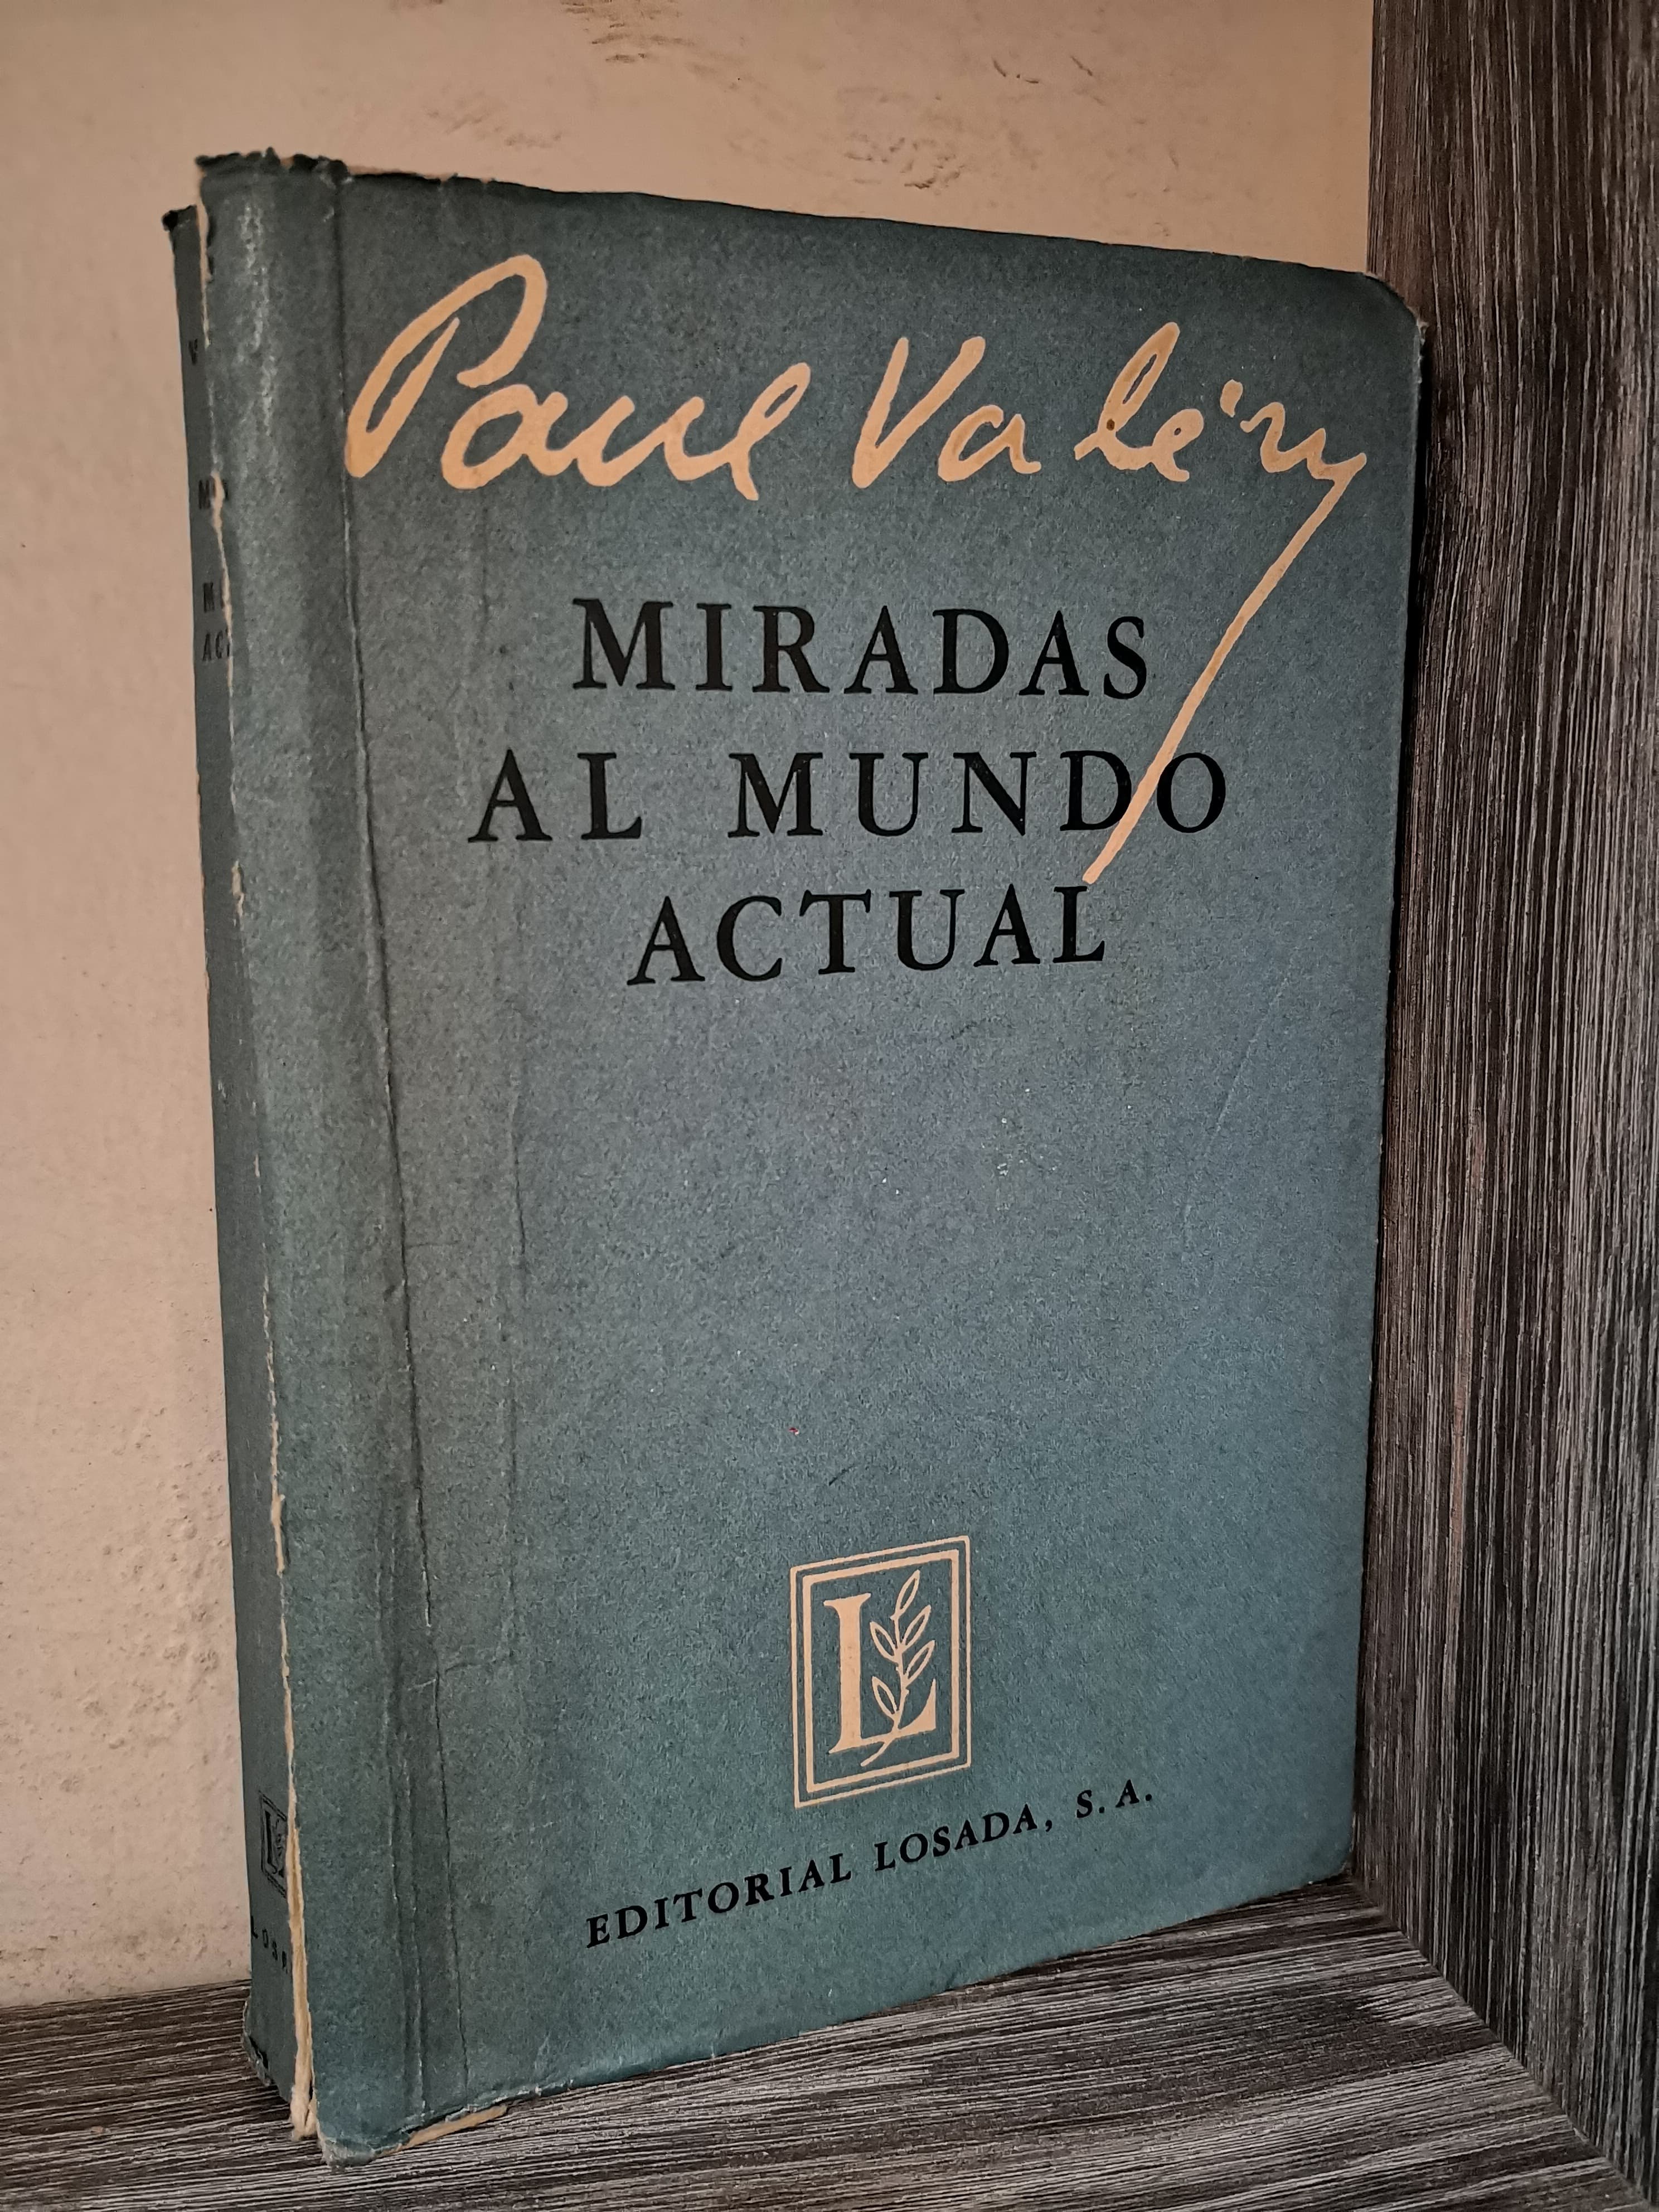 Paul Valéry
MIRADAS
AL MUNDO
ACTUAL
L
EDITORIAL LOSADA, S. A.